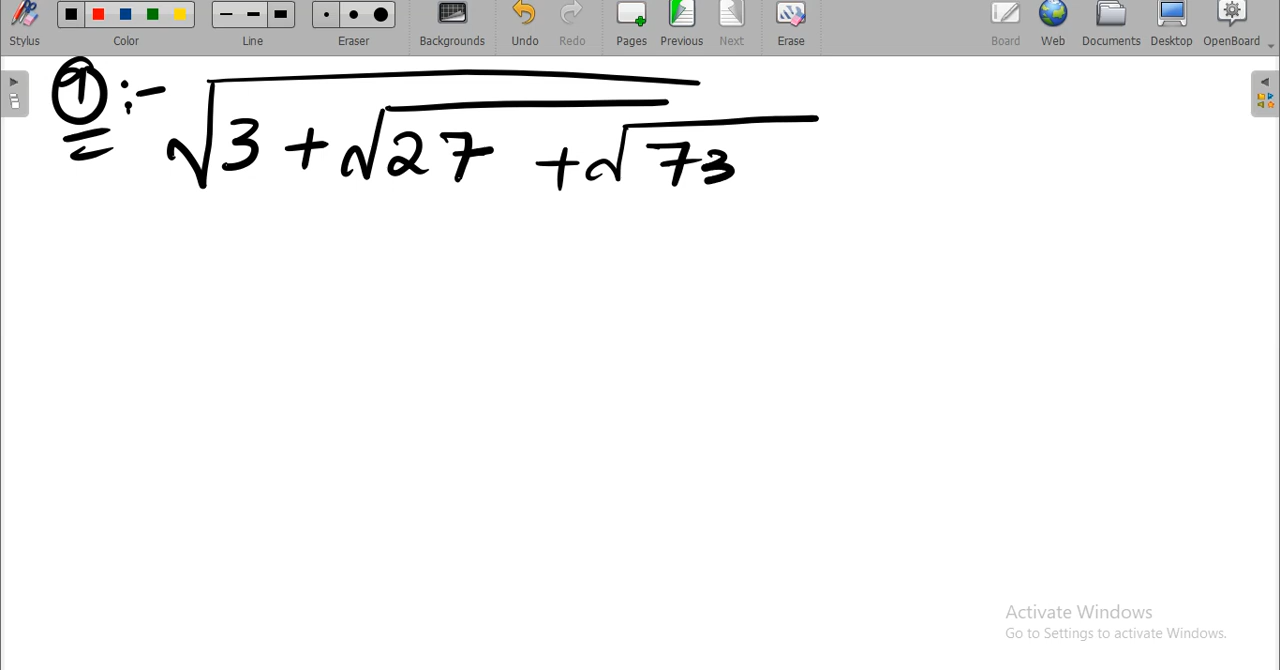 Stylus Color Line Eraser Backgrounds Undo Redo Pages Previous Next Erase Board Web Documents Desktop OpenBoard
① :- √3 + √27 + √73
Activate Windows
Go to Settings to activate Windows.